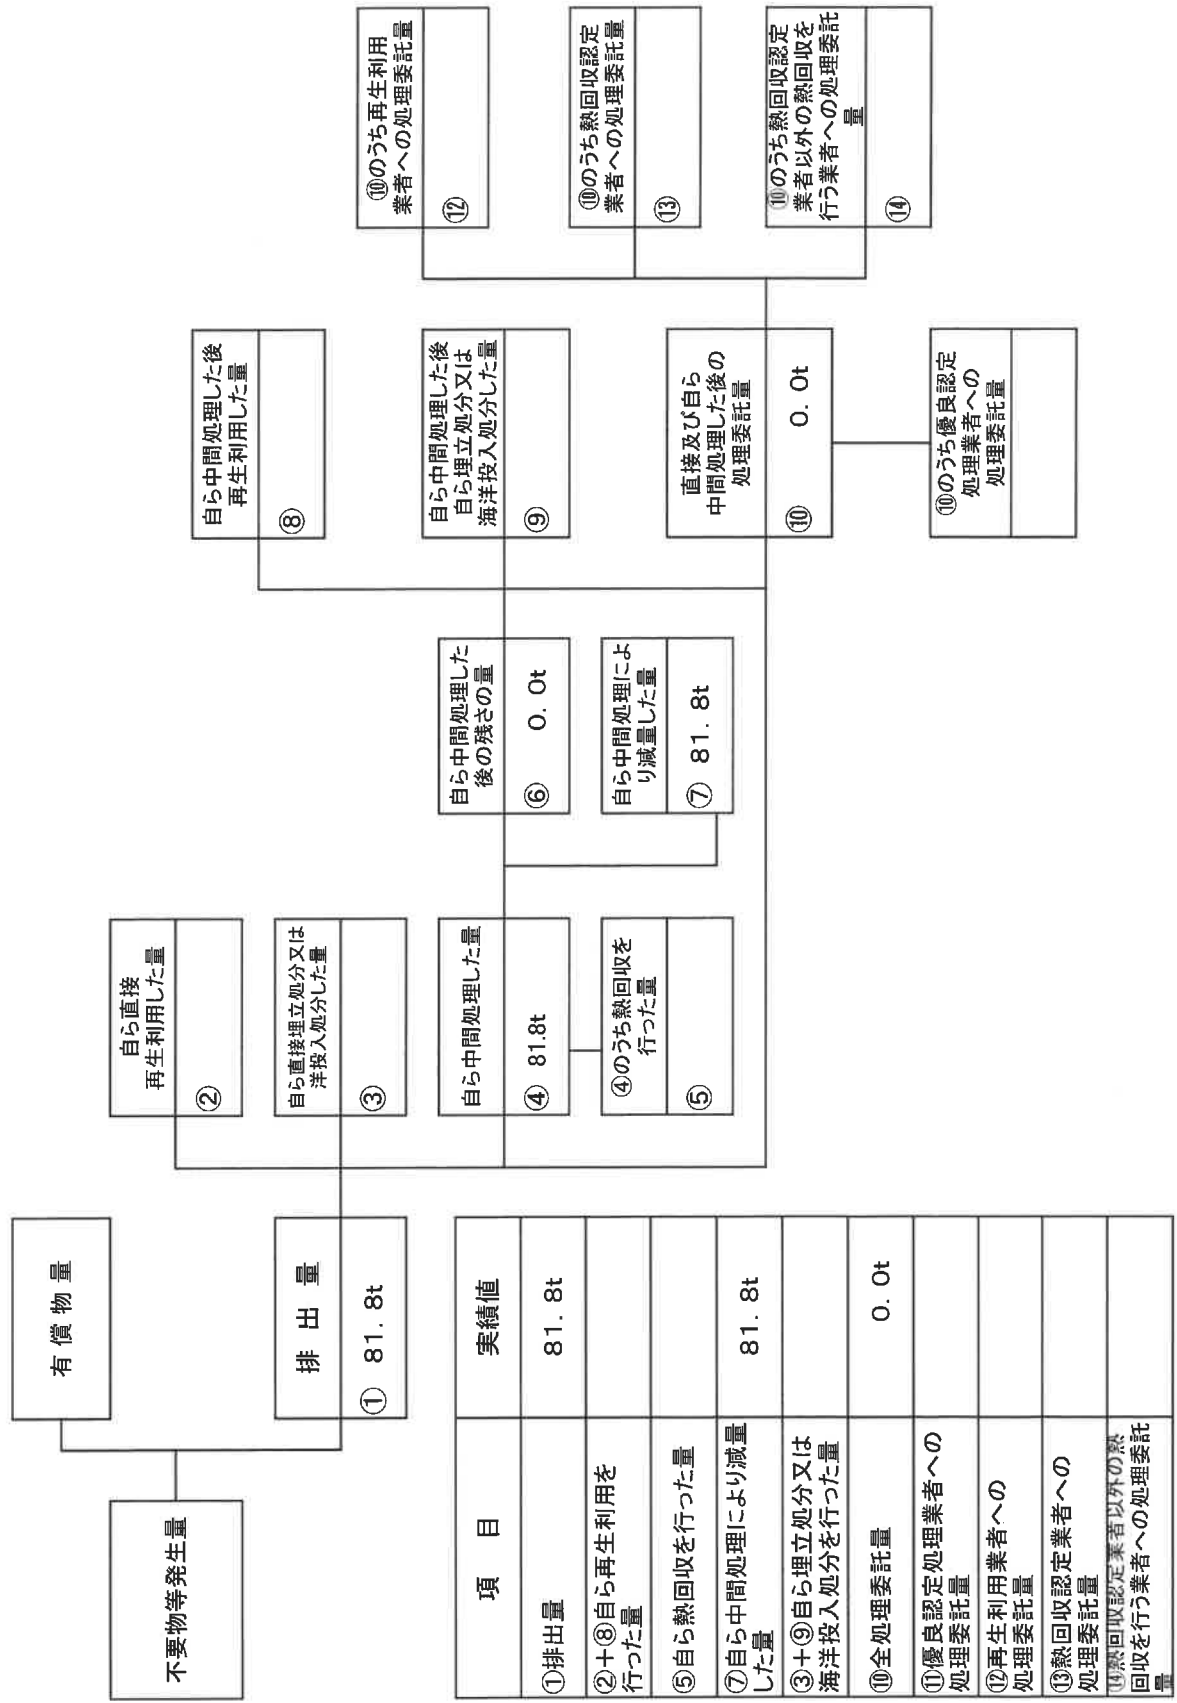 不要物等発生量
有 償 物 量
排 出 量
① 81. 8t
自ら直接
再生利用した量
②
自ら直接埋立処分又は
洋投入処分した量
③
自ら中間処理した量
④ 81.8t
④のうち熱回収を
行った量
⑤
自ら中間処理した
後の残さの量
⑥ 0. 0t
自ら中間処理によ
り減量した量
⑦ 81. 8t
自ら中間処理した後
再生利用した量
⑧
自ら中間処理した後
自ら埋立処分又は
海洋投入処分した量
⑨
直接及び自ら
中間処理した後の
処理委託量
⑩ 0. 0t
⑩のうち優良認定
処理業者への
処理委託量
⑩のうち再生利用
業者への処理委託量
⑫
⑩のうち熱回収認定
業者への処理委託量
⑬
⑩のうち熱回収認定
業者以外の熱回収を
行う業者への処理委託
量
⑭
項 目 実績値
①排出量 81. 8t
②+⑧自ら再生利用を
行った量
⑤自ら熱回収を行った量
⑦自ら中間処理により減量
した量 81. 8t
③+⑨自ら埋立処分又は
海洋投入処分を行った量
⑩全処理委託量 0. 0t
⑪優良認定処理業者への
処理委託量
⑫再生利用業者への
処理委託量
⑬熱回収認定業者への
処理委託量
⑭熱回収認定業者以外の熱
回収を行う業者への処理委託
量